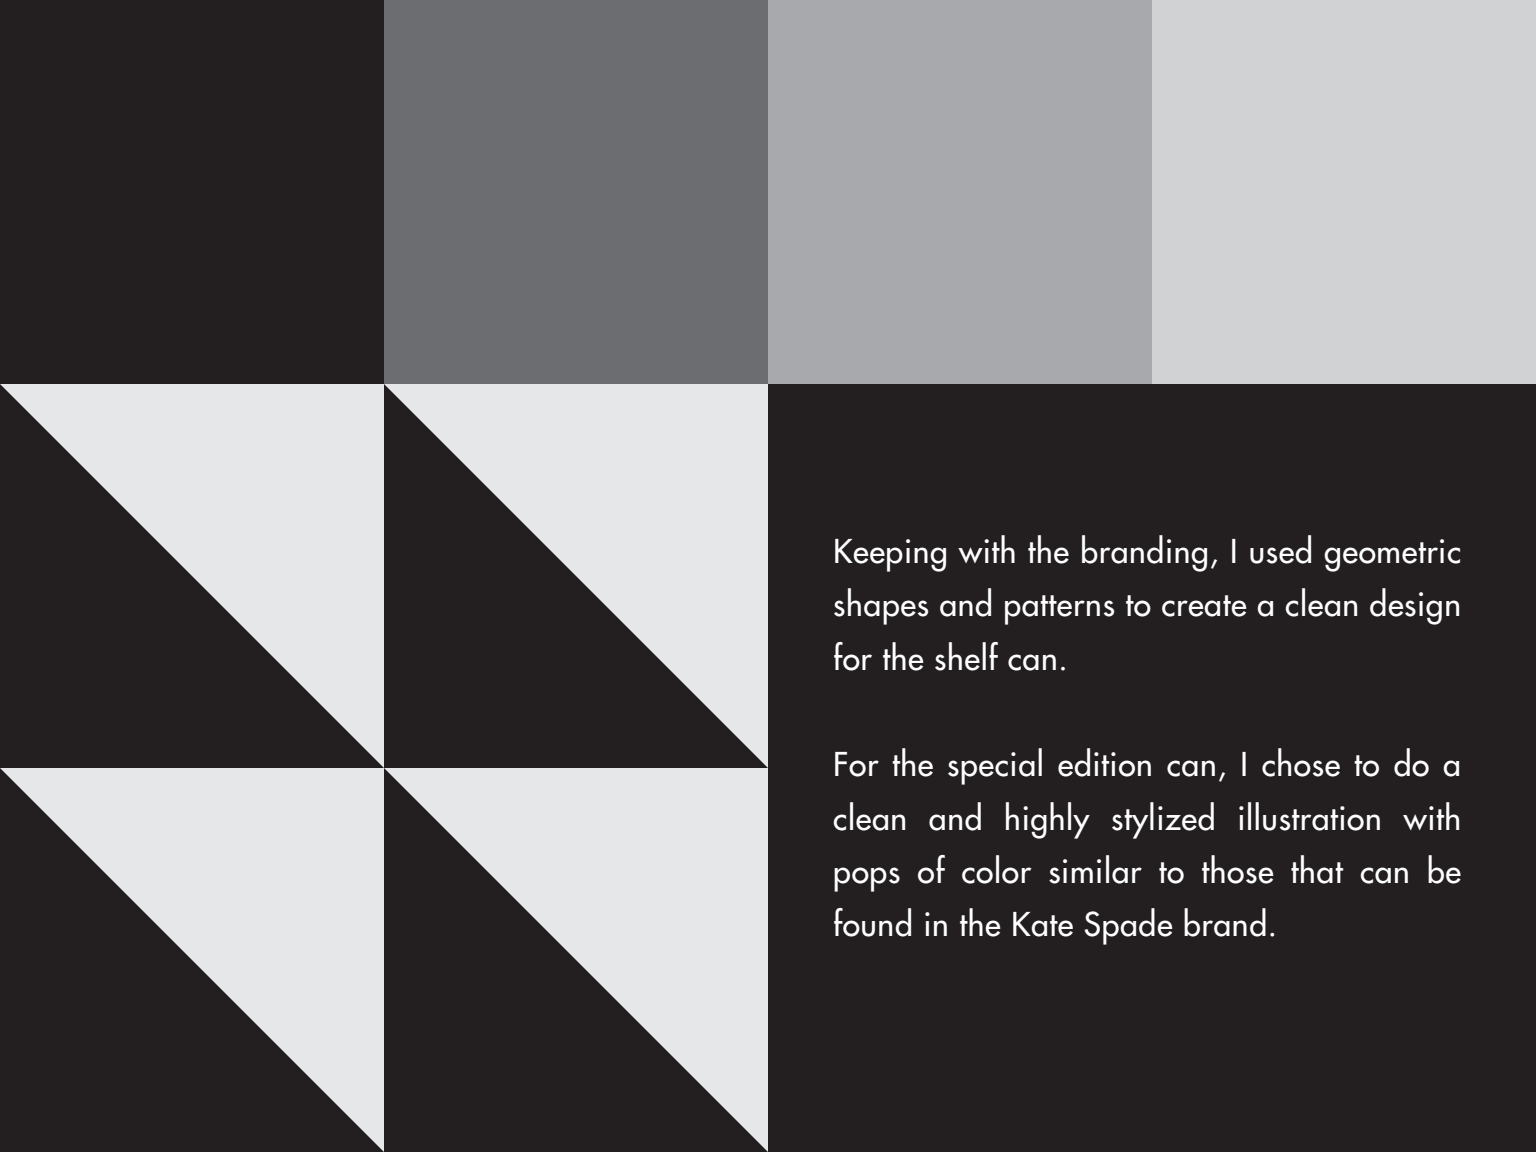 Keeping with the branding, I used geometric
shapes and patterns to create a clean design
for the shelf can.
For the special edition can, I chose to do a
clean and highly stylized illustration with
pops of color similar to those that can be
found in the Kate Spade brand.